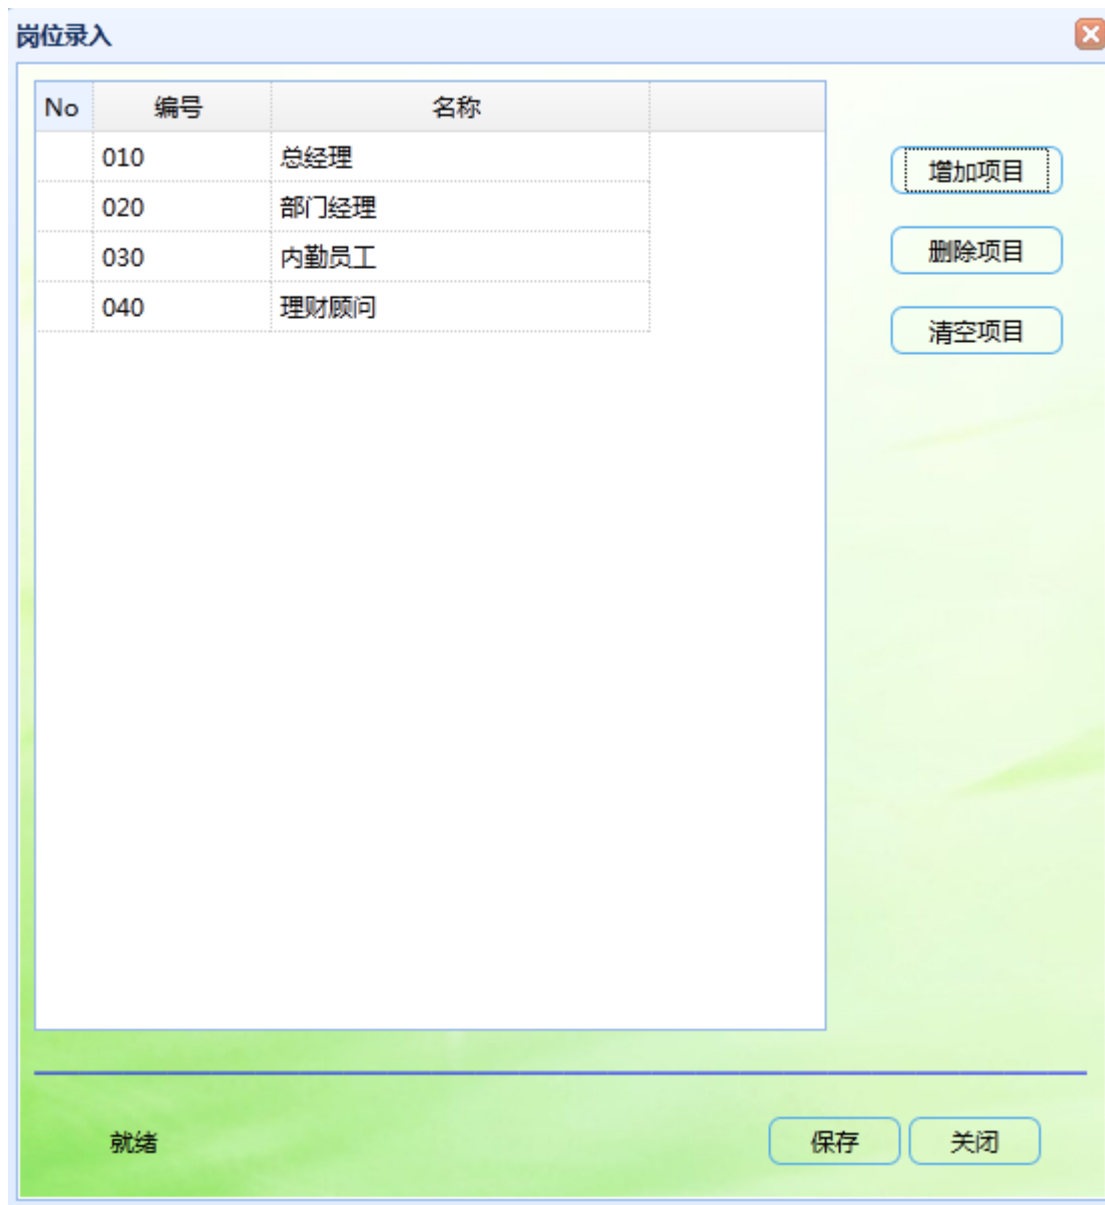 岗位录入
No 编号 名称
010 总经理
020 部门经理
030 内勤员工
040 理财顾问
增加项目
删除项目
清空项目
就绪 保存 关闭